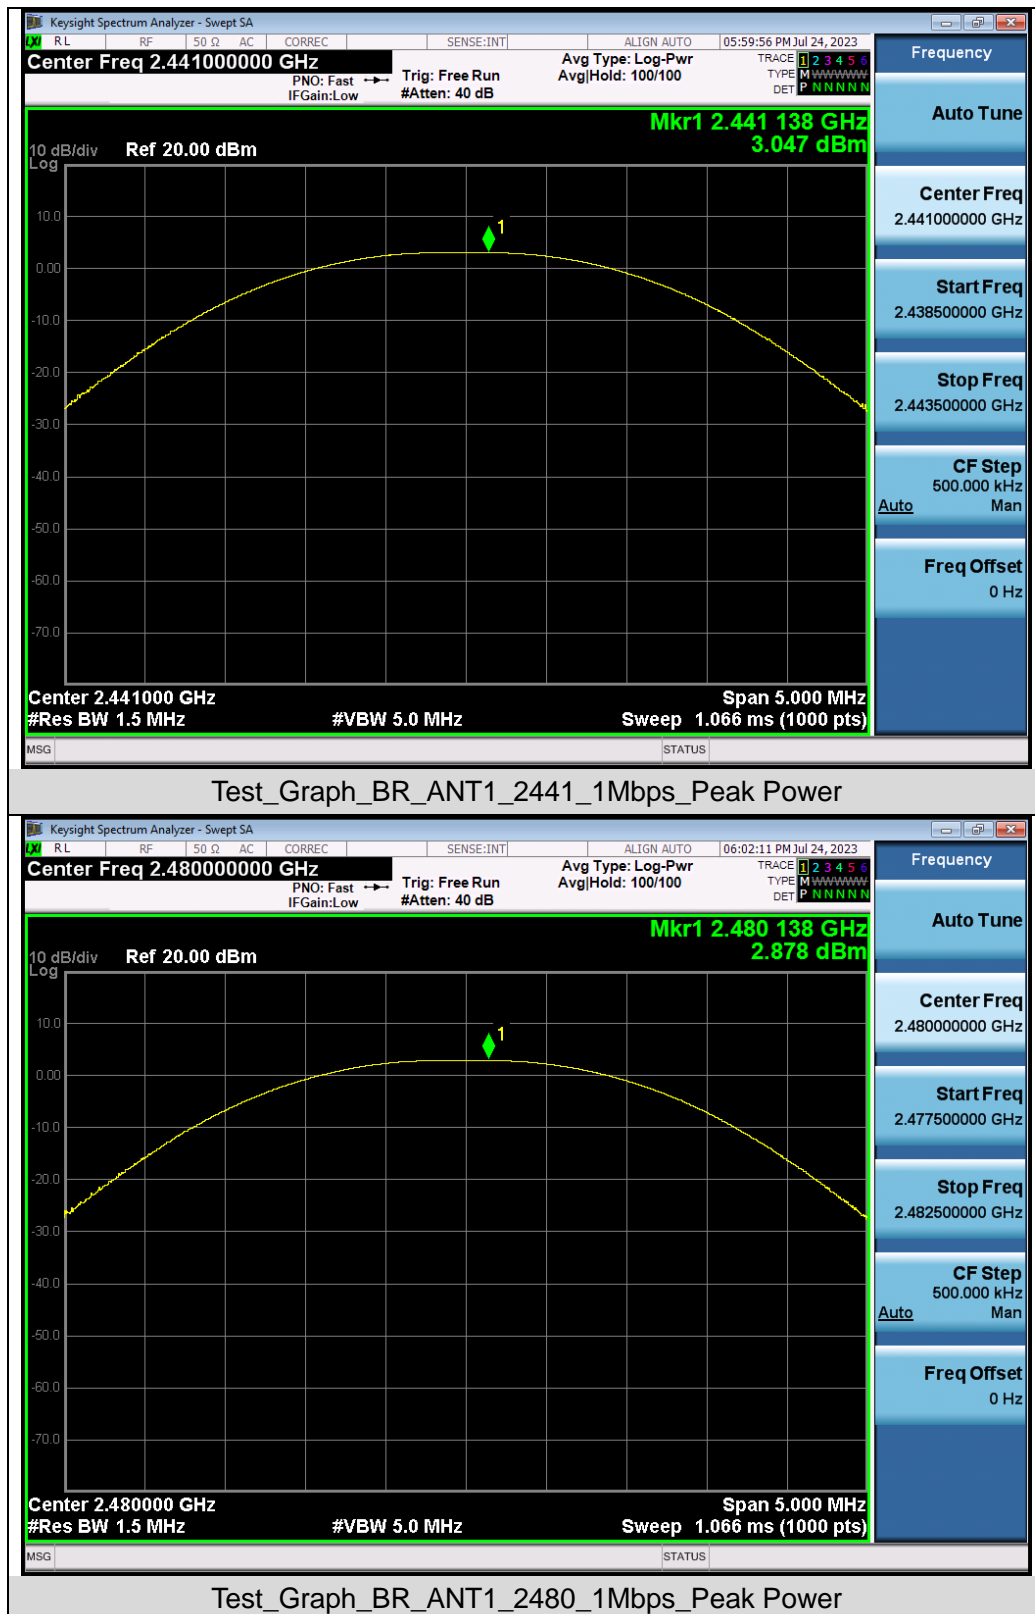 Keysight Spectrum Analyzer - Swept SA
LXI RL RF 50 Ω AC CORREC SENSE:INT ALIGN AUTO 05:59:56 PM Jul 24, 2023
Center Freq 2.441000000 GHz
PNO: Fast
IFGain:Low
Trig: Free Run
#Atten: 40 dB
Avg Type: Log-Pwr
Avg|Hold: 100/100
TRACE 1 2 3 4 5 6
TYPE M WWWWW
DET P N N N N N
Mkr1 2.441 138 GHz
3.047 dBm
10 dB/div Ref 20.00 dBm
Log
1
10.0
0.00
-10.0
-20.0
-30.0
-40.0
-50.0
-60.0
-70.0
Center 2.441000 GHz Span 5.000 MHz
#Res BW 1.5 MHz #VBW 5.0 MHz Sweep 1.066 ms (1000 pts)
MSG STATUS
Frequency
Auto Tune
Center Freq
2.441000000 GHz
Start Freq
2.438500000 GHz
Stop Freq
2.443500000 GHz
CF Step
500.000 kHz
Auto Man
Freq Offset
0 Hz
Test_Graph_BR_ANT1_2441_1Mbps_Peak Power
Keysight Spectrum Analyzer - Swept SA
LXI RL RF 50 Ω AC CORREC SENSE:INT ALIGN AUTO 06:02:11 PM Jul 24, 2023
Center Freq 2.480000000 GHz
PNO: Fast
IFGain:Low
Trig: Free Run
#Atten: 40 dB
Avg Type: Log-Pwr
Avg|Hold: 100/100
TRACE 1 2 3 4 5 6
TYPE M WWWWW
DET P N N N N N
Mkr1 2.480 138 GHz
2.878 dBm
10 dB/div Ref 20.00 dBm
Log
1
10.0
0.00
-10.0
-20.0
-30.0
-40.0
-50.0
-60.0
-70.0
Center 2.480000 GHz Span 5.000 MHz
#Res BW 1.5 MHz #VBW 5.0 MHz Sweep 1.066 ms (1000 pts)
MSG STATUS
Frequency
Auto Tune
Center Freq
2.480000000 GHz
Start Freq
2.477500000 GHz
Stop Freq
2.482500000 GHz
CF Step
500.000 kHz
Auto Man
Freq Offset
0 Hz
Test_Graph_BR_ANT1_2480_1Mbps_Peak Power